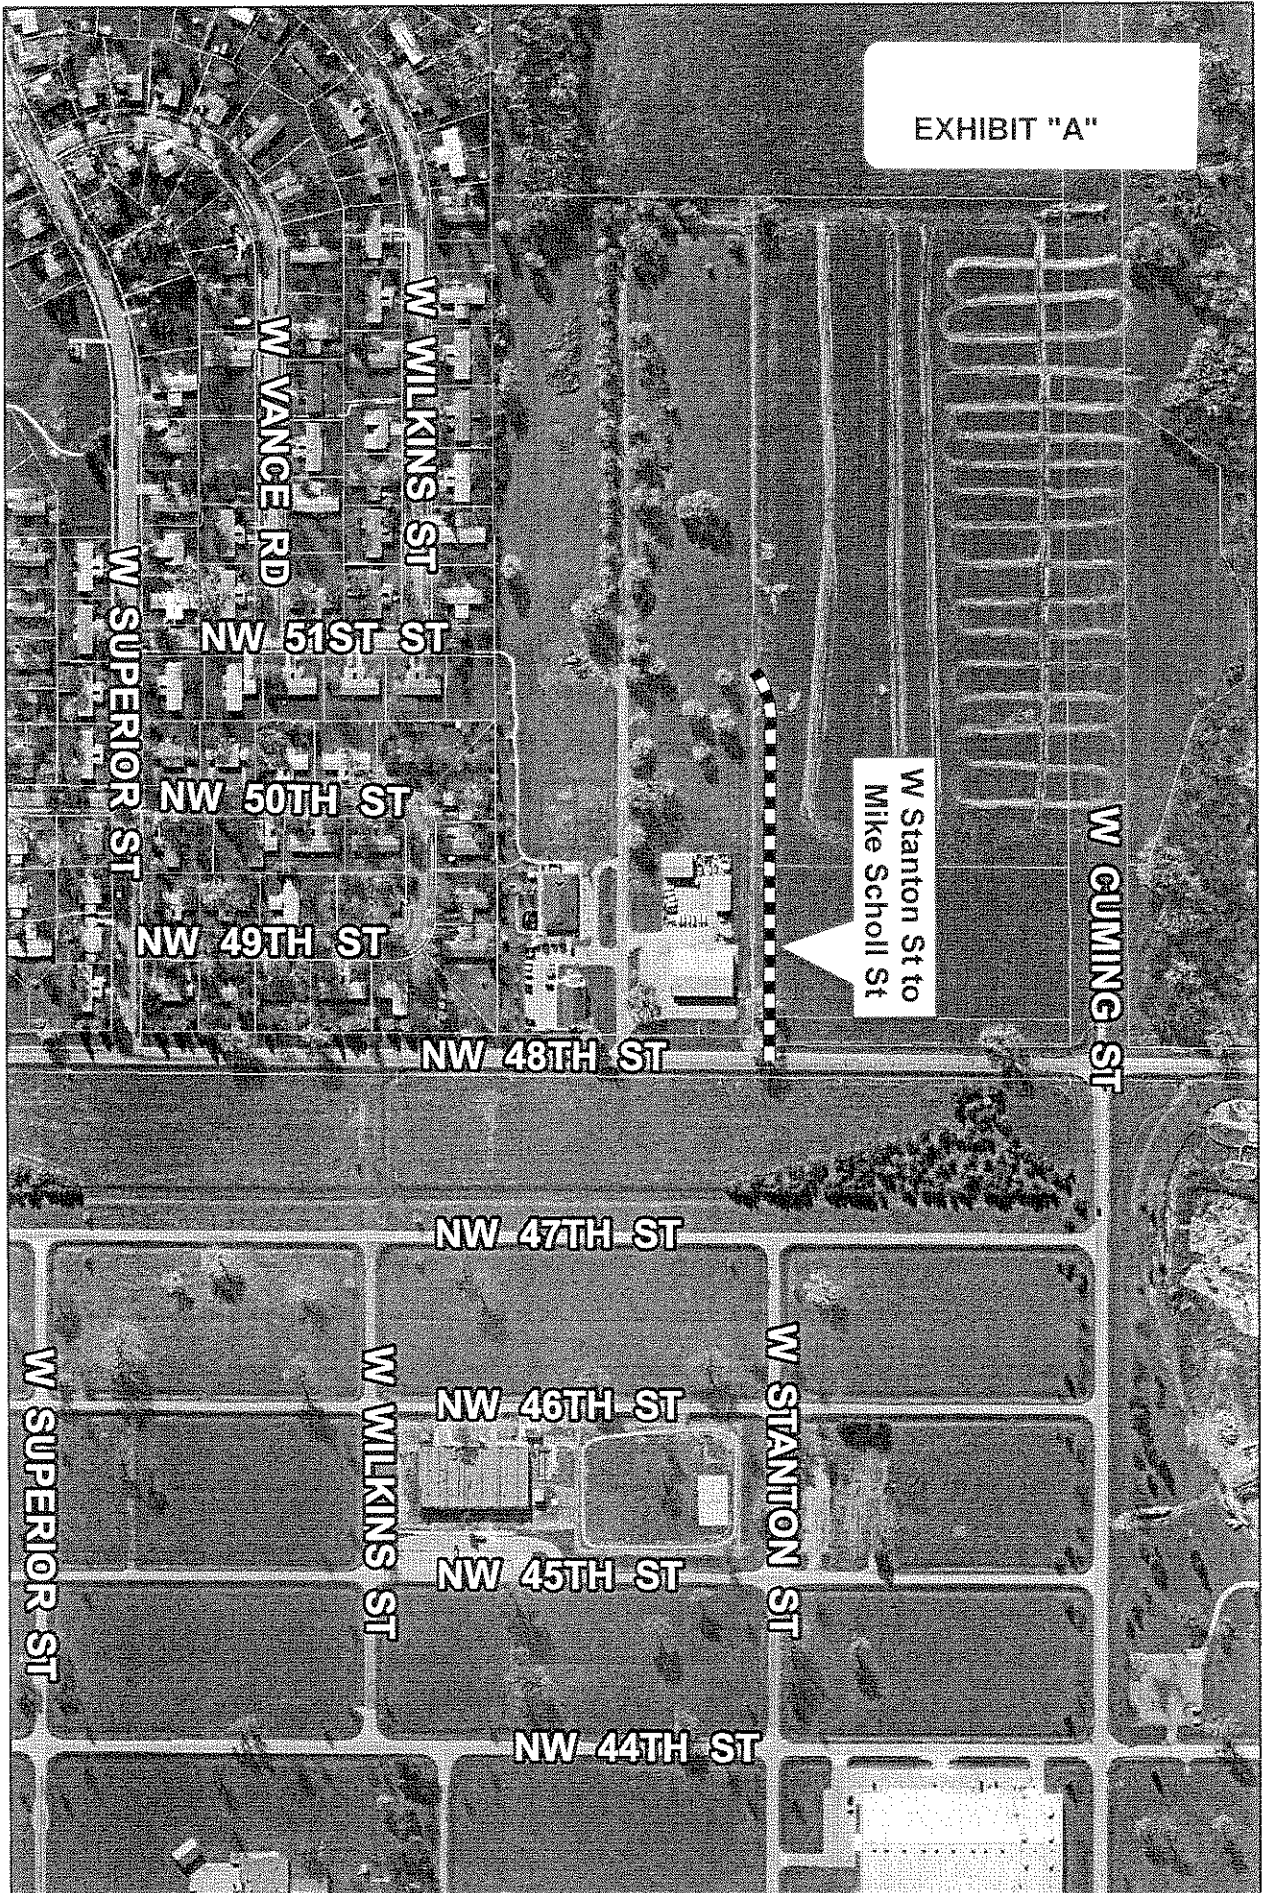 EXHIBIT "A"
W CUMING ST
W Stanton St to
Mike Scholl St
W WILKINS ST
W VANCE RD
W SUPERIOR ST
NW 51ST ST
NW 50TH ST
NW 49TH ST
NW 48TH ST
NW 47TH ST
NW 46TH ST
NW 45TH ST
NW 44TH ST
W STANTON ST
W WILKINS ST
W SUPERIOR ST